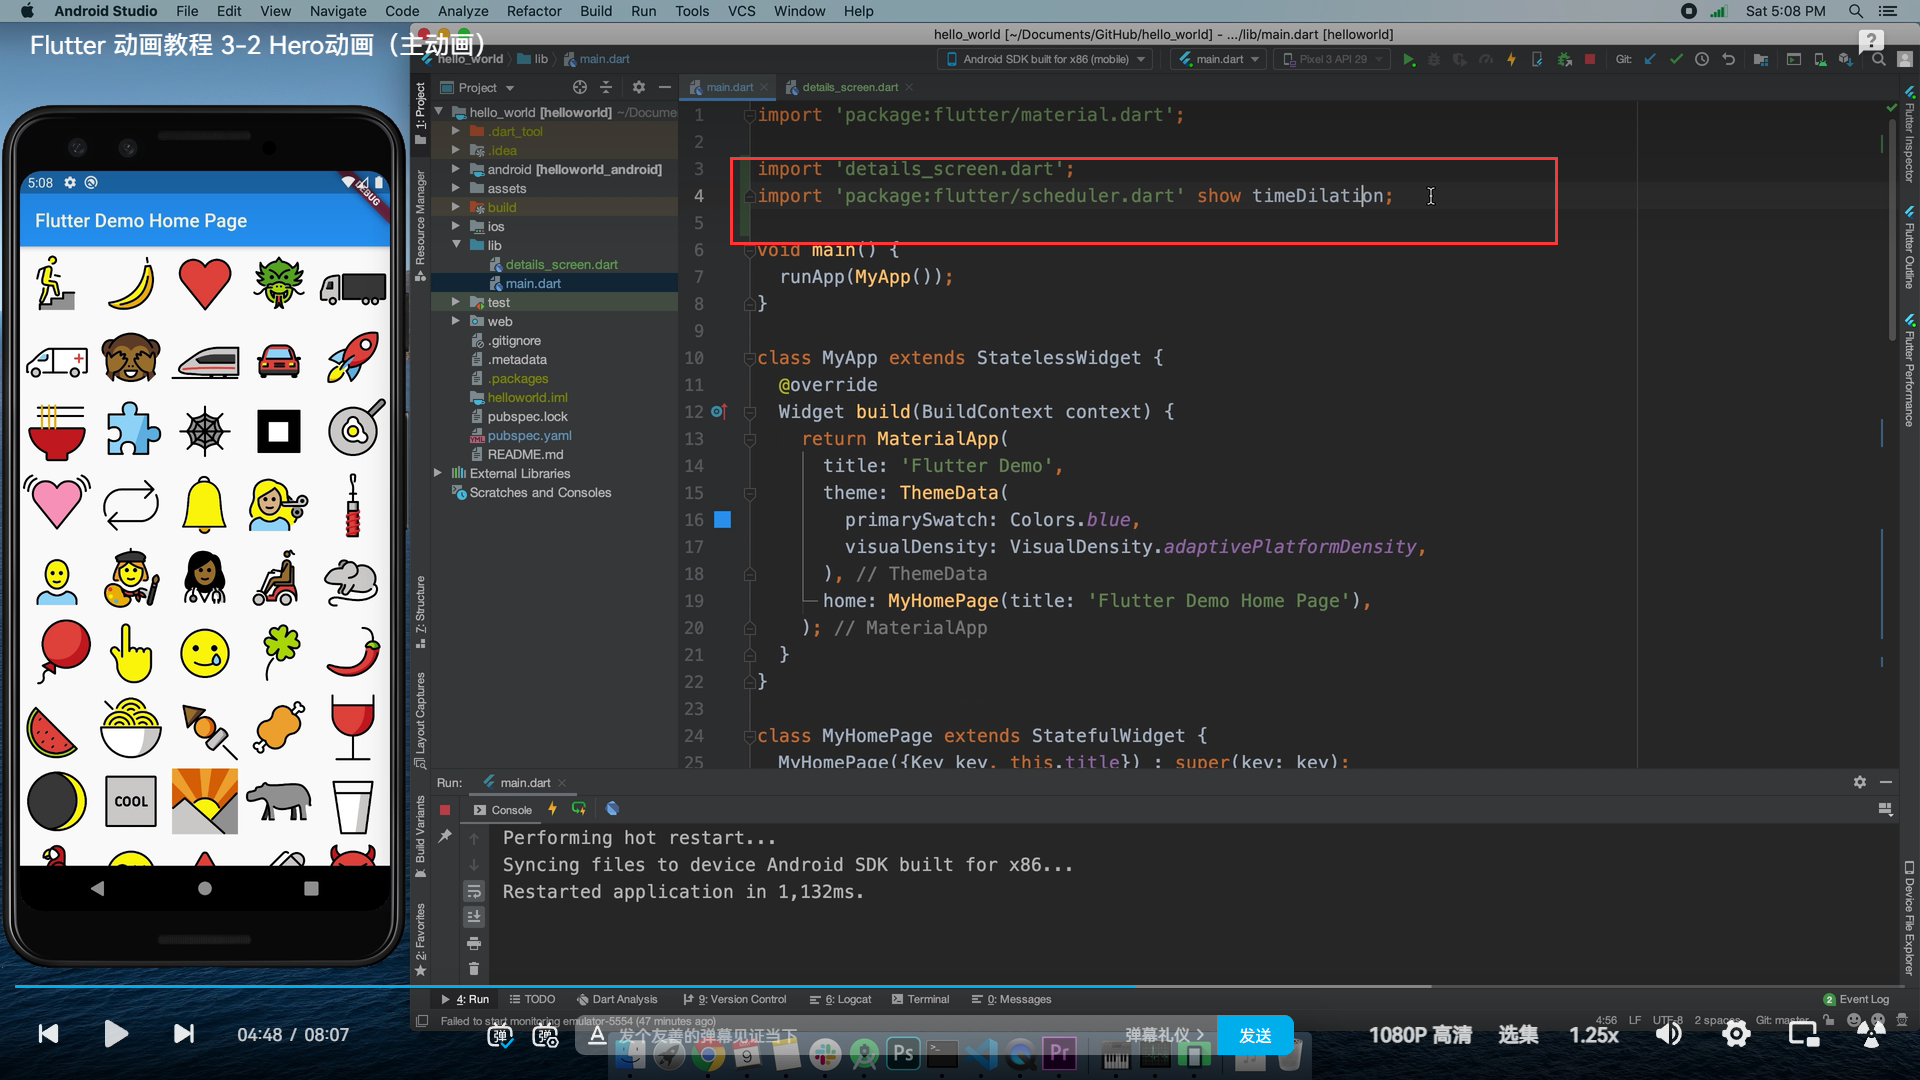 Android Studio File Edit View Navigate Code Analyze Refactor Build Run Tools VCS Window Help Sat 5:08 PM
Flutter 动画教程 3-2 Hero动画（主动画）
hello_world [~/Documents/GitHub/hello_world] - .../lib/main.dart [helloworld]
hello_world lib main.dart Android SDK built for x86 (mobile) main.dart Pixel 3 API 29 Git:
1: Project
Resource Manager
7: Structure
Layout Captures
Build Variants
2: Favorites
Project
hello_world [helloworld] ~/Docume
.dart_tool
.idea
android [helloworld_android]
assets
build
ios
lib
details_screen.dart
main.dart
test
web
.gitignore
.metadata
.packages
helloworld.iml
pubspec.lock
pubspec.yaml
README.md
External Libraries
Scratches and Consoles
main.dart details_screen.dart
1 import 'package:flutter/material.dart';
2
3 import 'details_screen.dart';
4 import 'package:flutter/scheduler.dart' show timeDilation;
5
6 void main() {
7 runApp(MyApp());
8 }
9
10 class MyApp extends StatelessWidget {
11 @override
12 Widget build(BuildContext context) {
13 return MaterialApp(
14 title: 'Flutter Demo',
15 theme: ThemeData(
16 primarySwatch: Colors.blue,
17 visualDensity: VisualDensity.adaptivePlatformDensity,
18 ), // ThemeData
19 home: MyHomePage(title: 'Flutter Demo Home Page'),
20 ); // MaterialApp
21 }
22 }
23
24 class MyHomePage extends StatefulWidget {
25 MyHomePage({Key key, this.title}) : super(key: key);
Flutter Inspector
Flutter Outline
Flutter Performance
Device File Explorer
5:08
DEBUG
Flutter Demo Home Page
COOL
Run: main.dart
Console
Performing hot restart...
Syncing files to device Android SDK built for x86...
Restarted application in 1,132ms.
4: Run TODO Dart Analysis 9: Version Control 6: Logcat Terminal 0: Messages 2 Event Log
Failed to start monitoring emulator-5554 (47 minutes ago) 4:56 LF UTF-8 2 spaces Git: master
04:48 / 08:07 弹 弹 发个友善的弹幕见证当下 弹幕礼仪 发送 1080P 高清 选集 1.25x
9 Ps Pr